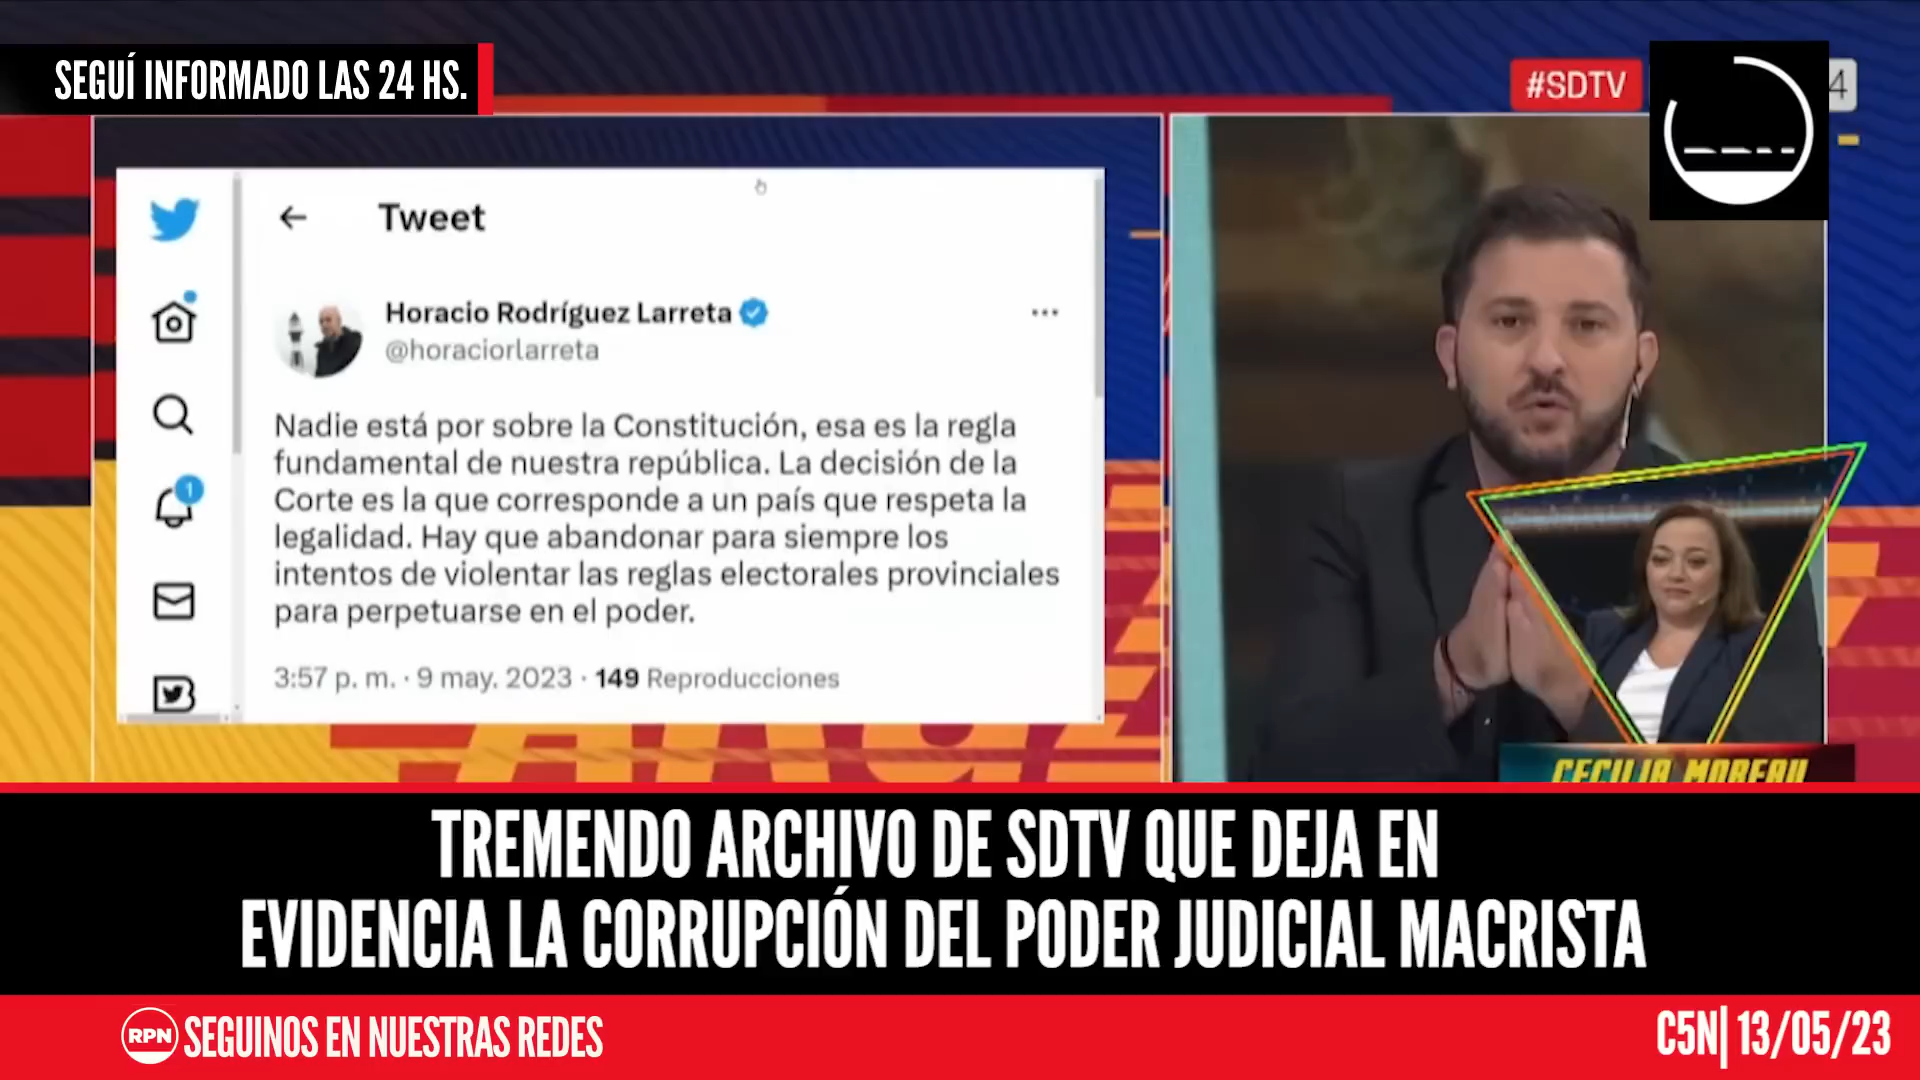 SEGUÍ INFORMADO LAS 24 HS.
#SDTV
4
Tweet
Horacio Rodríguez Larreta
@horaciorlarreta
Nadie está por sobre la Constitución, esa es la regla
fundamental de nuestra república. La decisión de la
Corte es la que corresponde a un país que respeta la
legalidad. Hay que abandonar para siempre los
intentos de violentar las reglas electorales provinciales
para perpetuarse en el poder.
3:57 p. m. · 9 may. 2023 · 149 Reproducciones
1
CECILIA MOREAU
TREMENDO ARCHIVO DE SDTV QUE DEJA EN
EVIDENCIA LA CORRUPCIÓN DEL PODER JUDICIAL MACRISTA
RPN SEGUINOS EN NUESTRAS REDES
C5N| 13/05/23